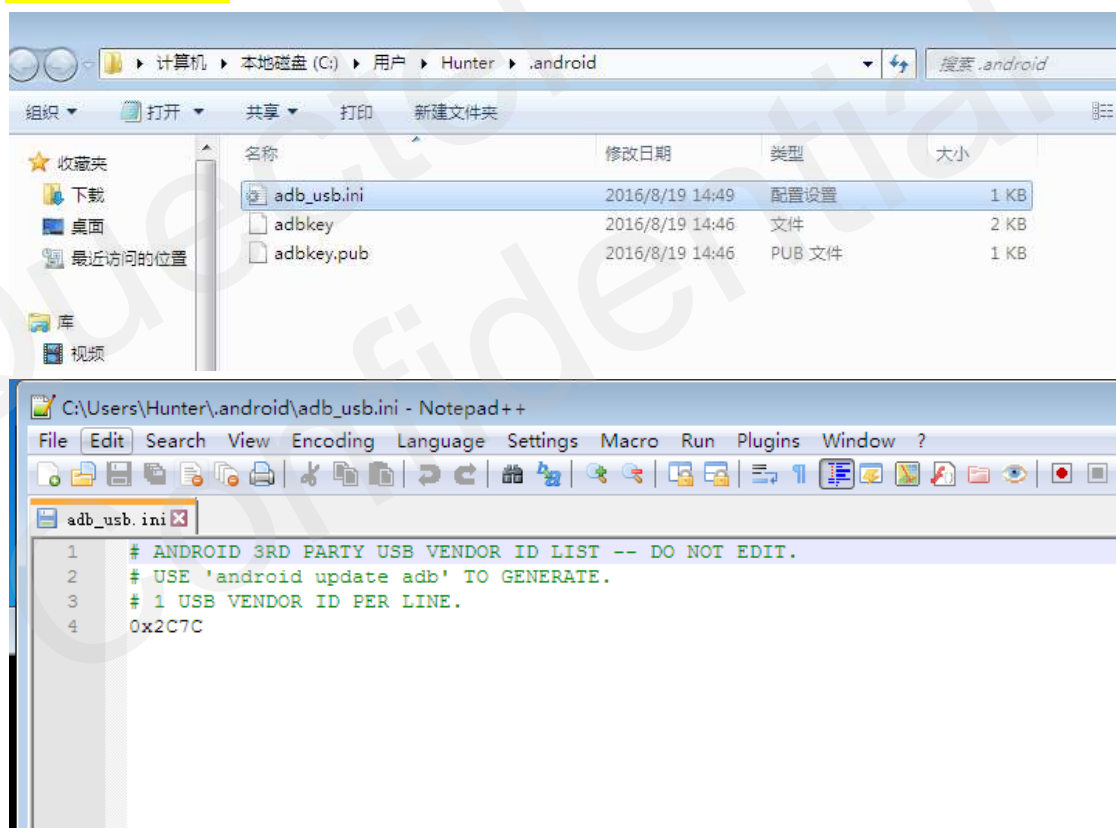 计算机 本地磁盘 (C:) 用户 Hunter .android 搜索 .android
组织 打开 共享 打印 新建文件夹
收藏夹
下载
桌面
最近访问的位置
库
视频
名称 修改日期 类型 大小
adb_usb.ini 2016/8/19 14:49 配置设置 1 KB
adbkey 2016/8/19 14:46 文件 2 KB
adbkey.pub 2016/8/19 14:46 PUB 文件 1 KB
C:\Users\Hunter\.android\adb_usb.ini - Notepad++
File Edit Search View Encoding Language Settings Macro Run Plugins Window ?
adb_usb.ini
1 # ANDROID 3RD PARTY USB VENDOR ID LIST -- DO NOT EDIT.
2 # USE 'android update adb' TO GENERATE.
3 # 1 USB VENDOR ID PER LINE.
4 0x2C7C
Confidential